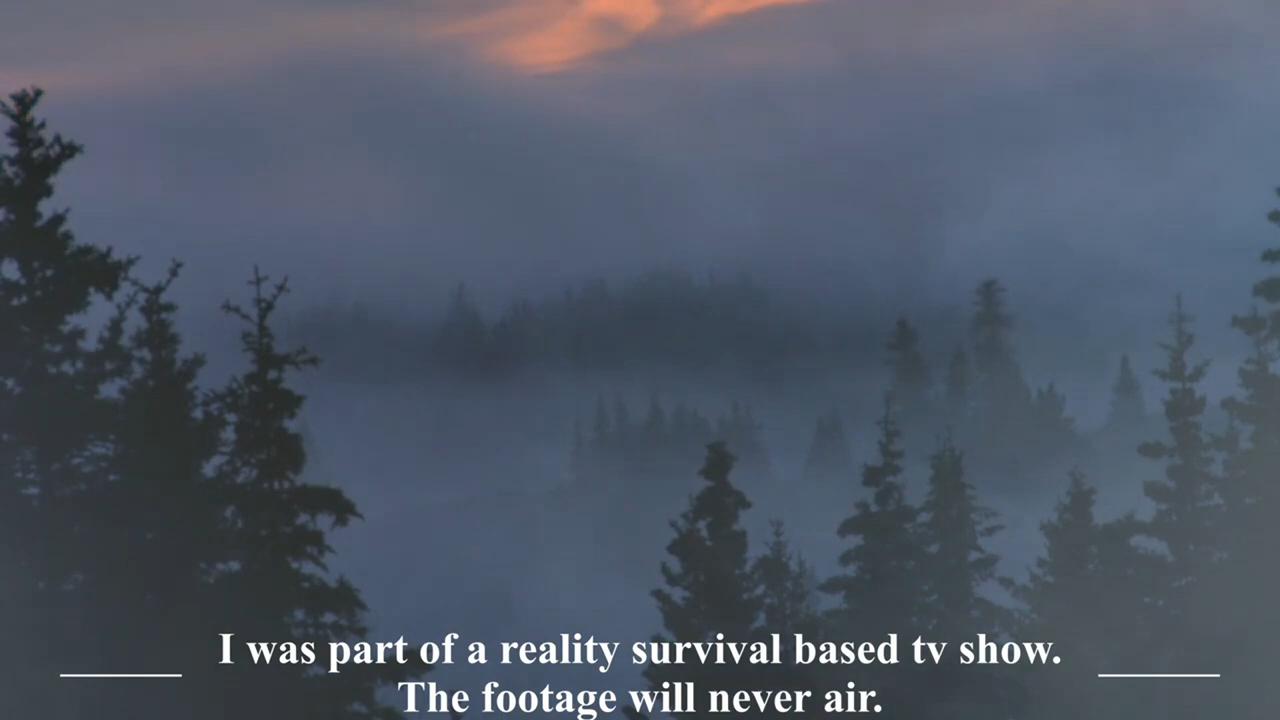 I was part of a reality survival based tv show.
The footage will never air.